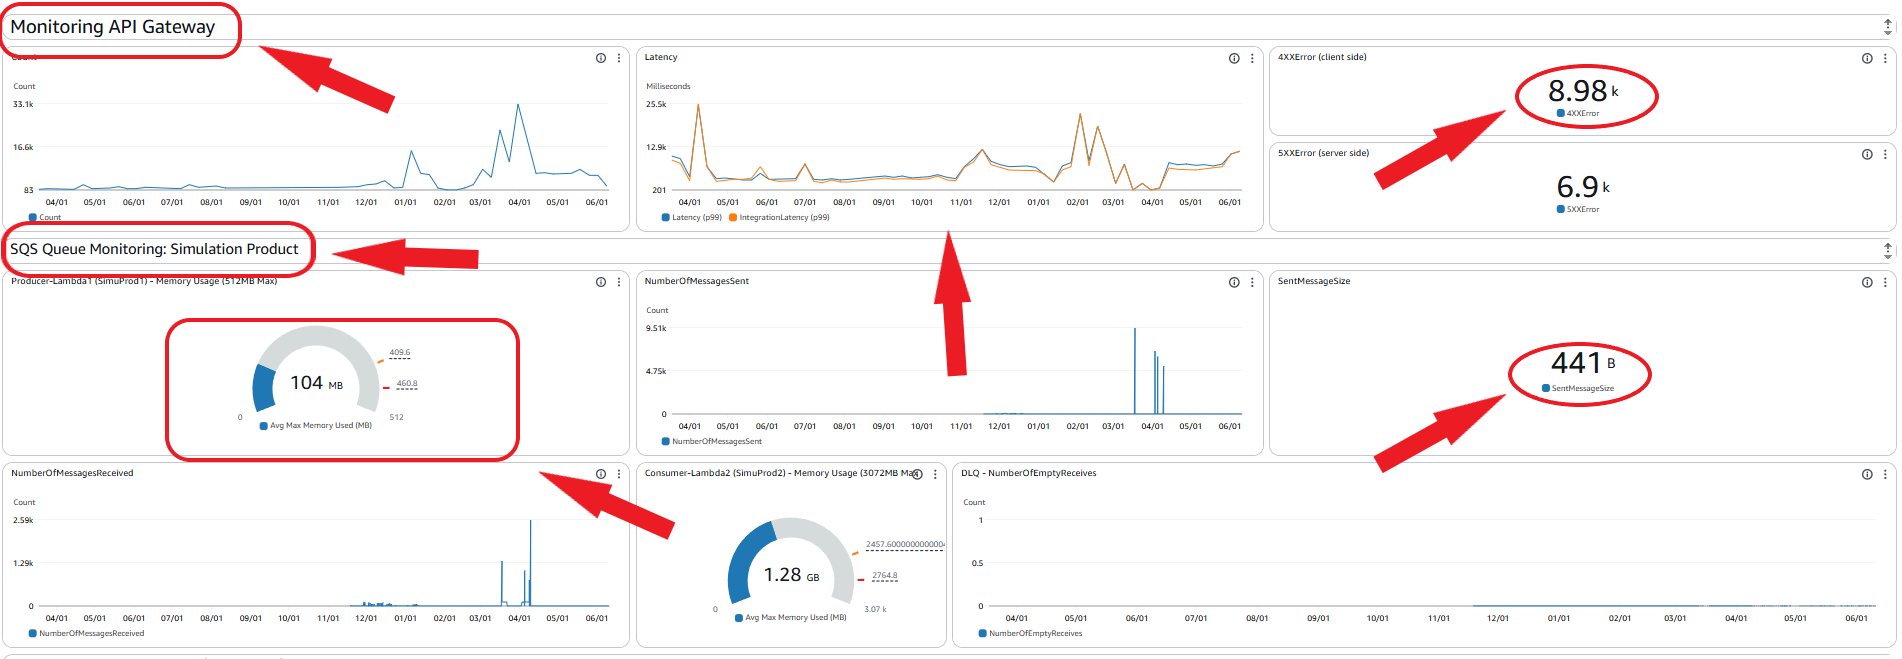 Monitoring API Gateway
Count
Count
33.1k
16.6k
83
04/01 05/01 06/01 07/01 08/01 09/01 10/01 11/01 12/01 01/01 02/01 03/01 04/01 05/01 06/01
Count
Latency
Milliseconds
25.5k
12.9k
201
04/01 05/01 06/01 07/01 08/01 09/01 10/01 11/01 12/01 01/01 02/01 03/01 04/01 05/01 06/01
Latency (p99) IntegrationLatency (p99)
4XXError (client side)
8.98 k
4XXError
5XXError (server side)
6.9 k
5XXError
SQS Queue Monitoring: Simulation Product
Producer-Lambda1 (SimuProd1) - Memory Usage (512MB Max)
409.6
104 MB
460.8
0
512
Avg Max Memory Used (MB)
NumberOfMessagesSent
Count
9.51k
4.75k
0
04/01 05/01 06/01 07/01 08/01 09/01 10/01 11/01 12/01 01/01 02/01 03/01 04/01 05/01 06/01
NumberOfMessagesSent
SentMessageSize
441 B
SentMessageSize
NumberOfMessagesReceived
Count
2.59k
1.29k
0
04/01 05/01 06/01 07/01 08/01 09/01 10/01 11/01 12/01 01/01 02/01 03/01 04/01 05/01 06/01
NumberOfMessagesReceived
Consumer-Lambda2 (SimuProd2) - Memory Usage (3072MB Max
2457.600000000000
1.28 GB
2764.8
0
3.07 k
Avg Max Memory Used (MB)
DLQ - NumberOfEmptyReceives
Count
1
0.5
0
04/01 05/01 06/01 07/01 08/01 09/01 10/01 11/01 12/01 01/01 02/01 03/01 04/01 05/01 06/01
NumberOfEmptyReceives